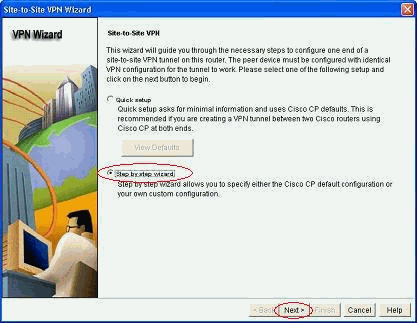 Site-to-Site VPN Wizard
VPN Wizard
Site-to-Site VPN
This wizard will guide you through the necessary steps to configure one end of a
site-to-site VPN tunnel on this router. The peer device must be configured with identical
VPN configuration for the tunnel to work. Please select one of the following setup and
click on the next button to begin.
Quick setup
Quick setup asks for minimal information and uses Cisco CP defaults. This is
recommended if you are creating a VPN tunnel between two Cisco routers using
Cisco CP at both ends.
View Defaults
Step by step wizard
Step by step wizard allows you to specify either the Cisco CP default configuration or
your own custom configuration.
< Back Next > Finish Cancel Help